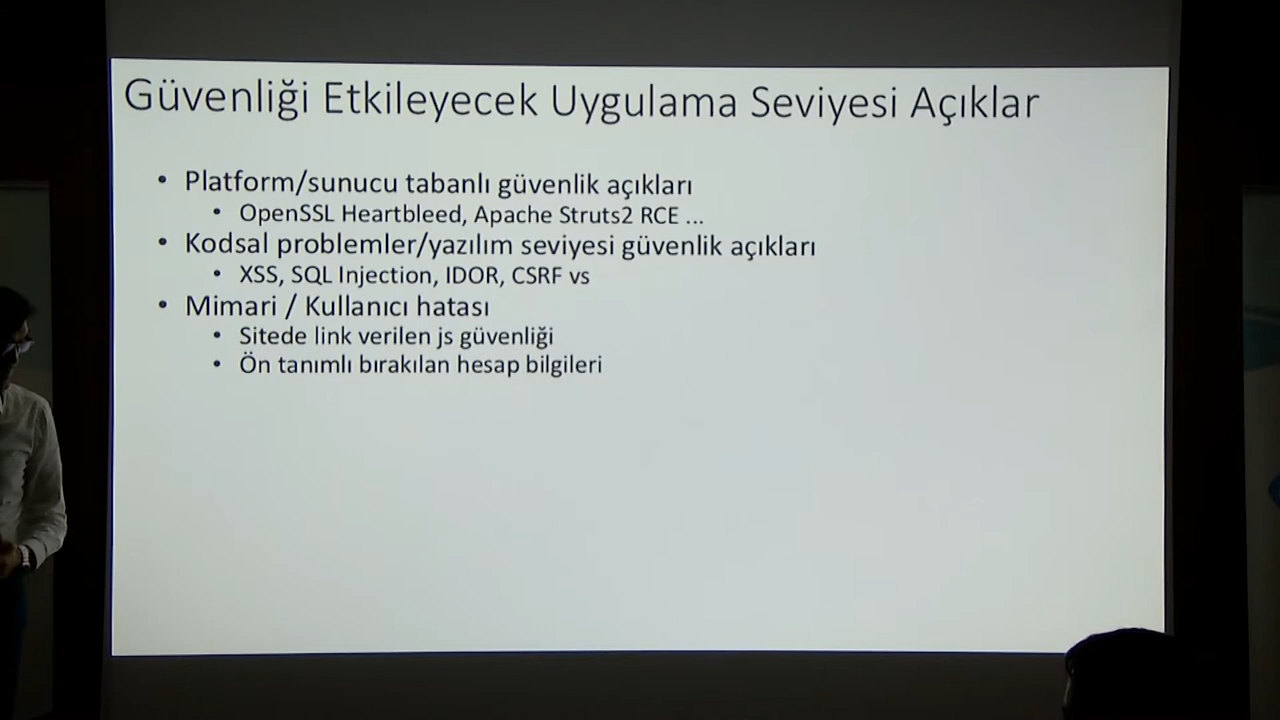 Güvenliği Etkileyecek Uygulama Seviyesi Açıklar
• Platform/sunucu tabanlı güvenlik açıkları
• OpenSSL Heartbleed, Apache Struts2 RCE ...
• Kodsal problemler/yazılım seviyesi güvenlik açıkları
• XSS, SQL Injection, IDOR, CSRF vs
• Mimari / Kullanıcı hatası
• Sitede link verilen js güvenliği
• Ön tanımlı bırakılan hesap bilgileri